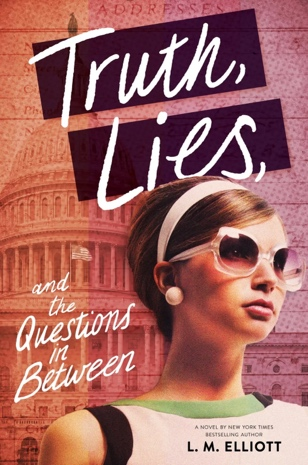 ADDRESSES
Truth,
Lies,
and
the
Questions
in
Between
A NOVEL BY NEW YORK TIMES
BESTSELLING AUTHOR
L. M. ELLIOTT